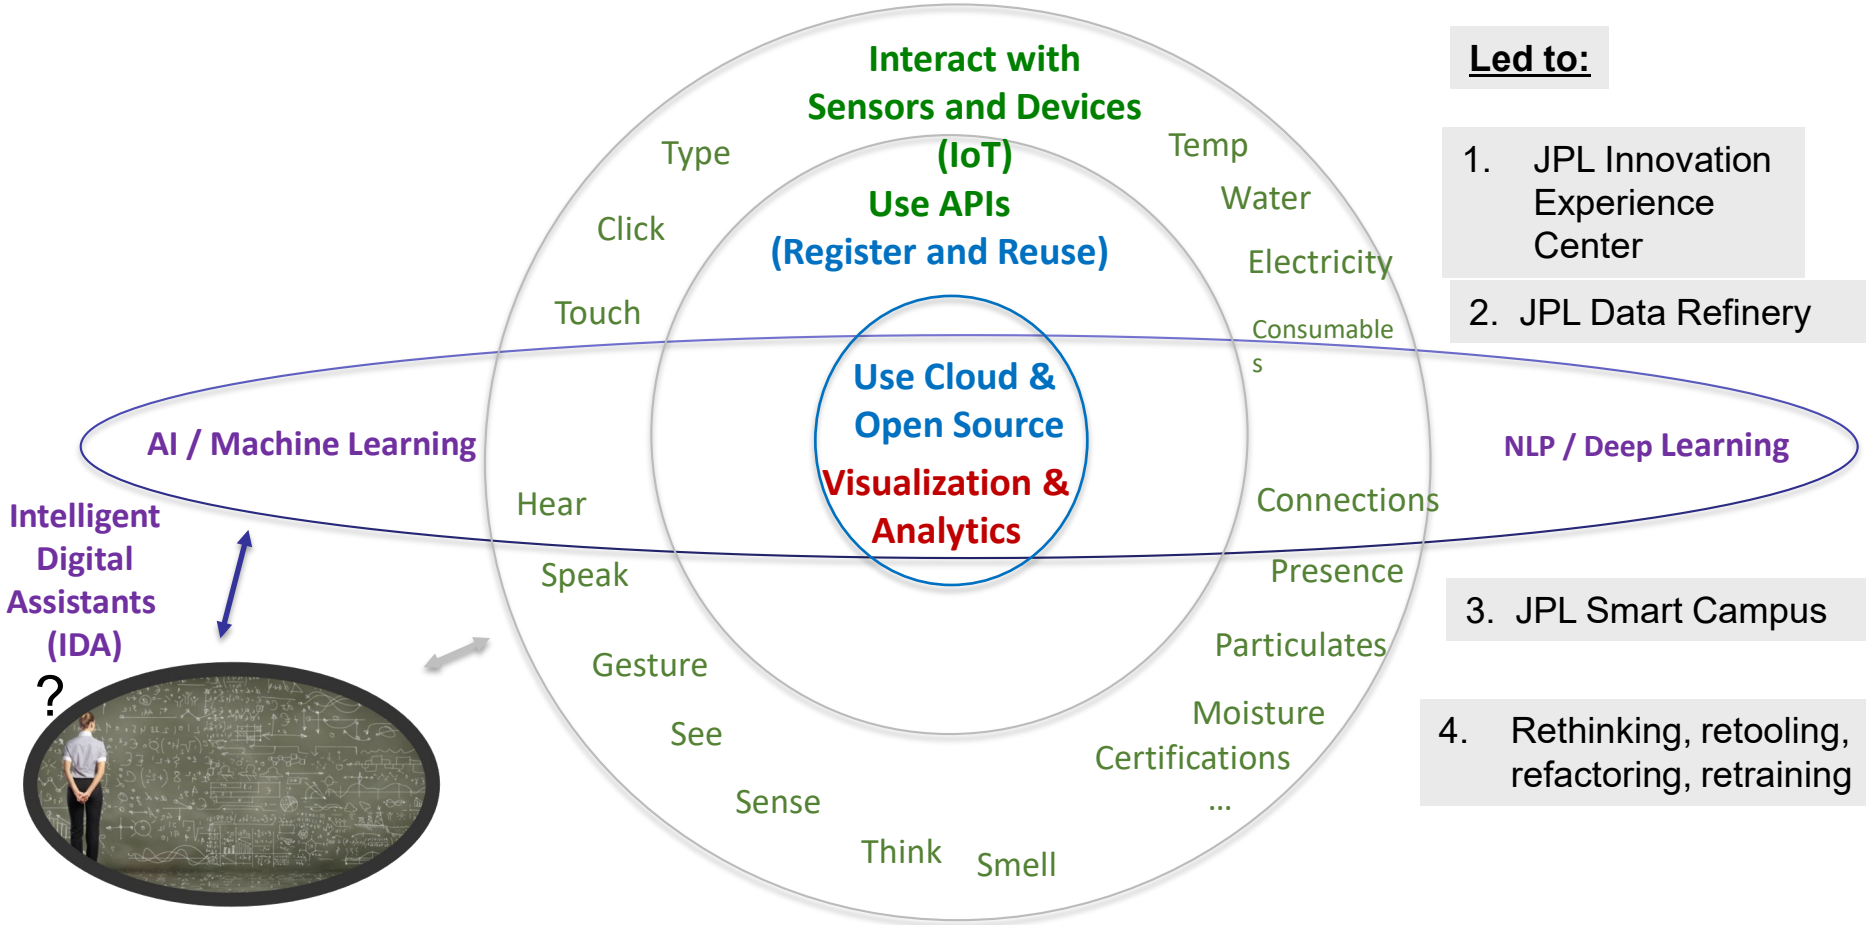 Interact with
Sensors and Devices
(IoT)
Use APIs
(Register and Reuse)
Use Cloud &
Open Source
Visualization &
Analytics
Type
Click
Touch
Hear
Speak
Gesture
See
Sense
Think
Smell
Temp
Water
Electricity
Consumable
s
Connections
Presence
Particulates
Moisture
Certifications
...
AI / Machine Learning
NLP / Deep Learning
Intelligent
Digital
Assistants
(IDA)
?
Led to:
1. JPL Innovation
Experience
Center
2. JPL Data Refinery
3. JPL Smart Campus
4. Rethinking, retooling,
refactoring, retraining